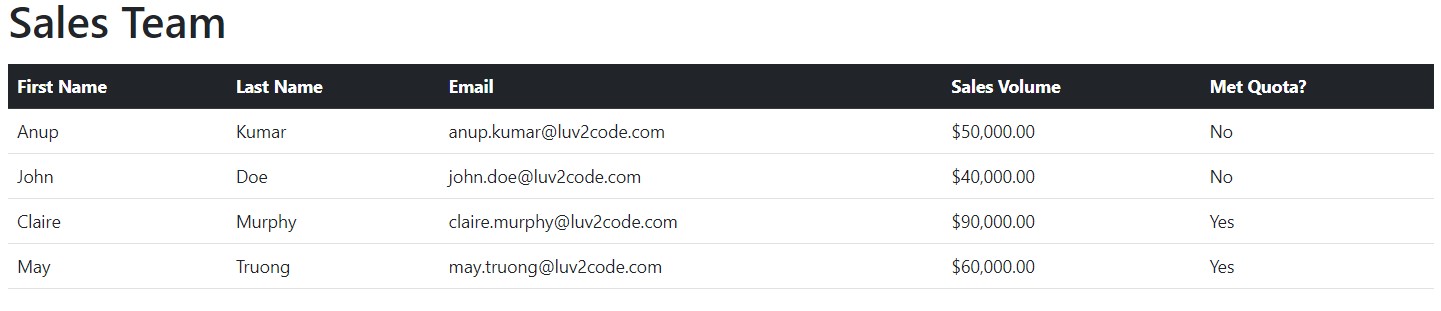 Sales Team
First Name Last Name Email Sales Volume Met Quota?
Anup Kumar anup.kumar@luv2code.com $50,000.00 No
John Doe john.doe@luv2code.com $40,000.00 No
Claire Murphy claire.murphy@luv2code.com $90,000.00 Yes
May Truong may.truong@luv2code.com $60,000.00 Yes